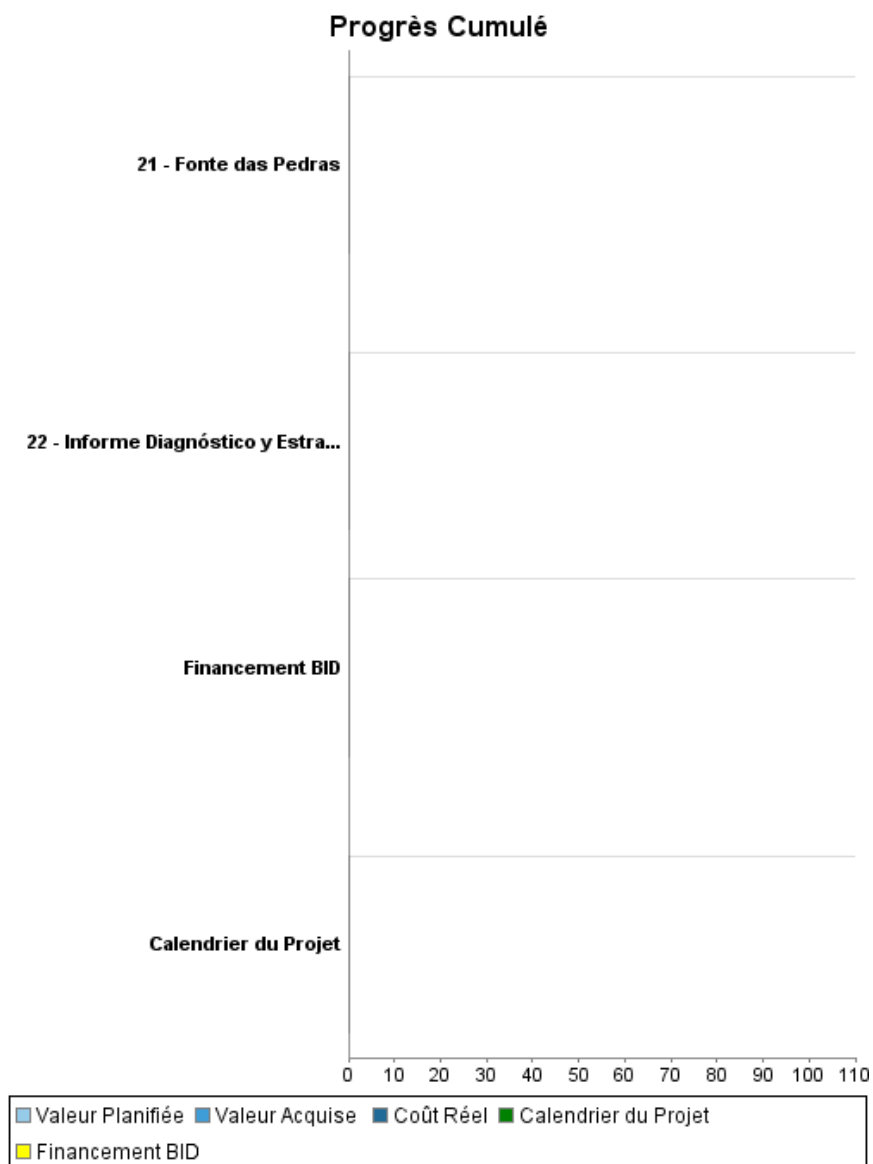 Progrès Cumulé
21 - Fonte das Pedras
22 - Informe Diagnóstico y Estra...
Financement BID
Calendrier du Projet
0 10 20 30 40 50 60 70 80 90 100 110
Valeur Planifiée Valeur Acquise Coût Réel Calendrier du Projet
Financement BID